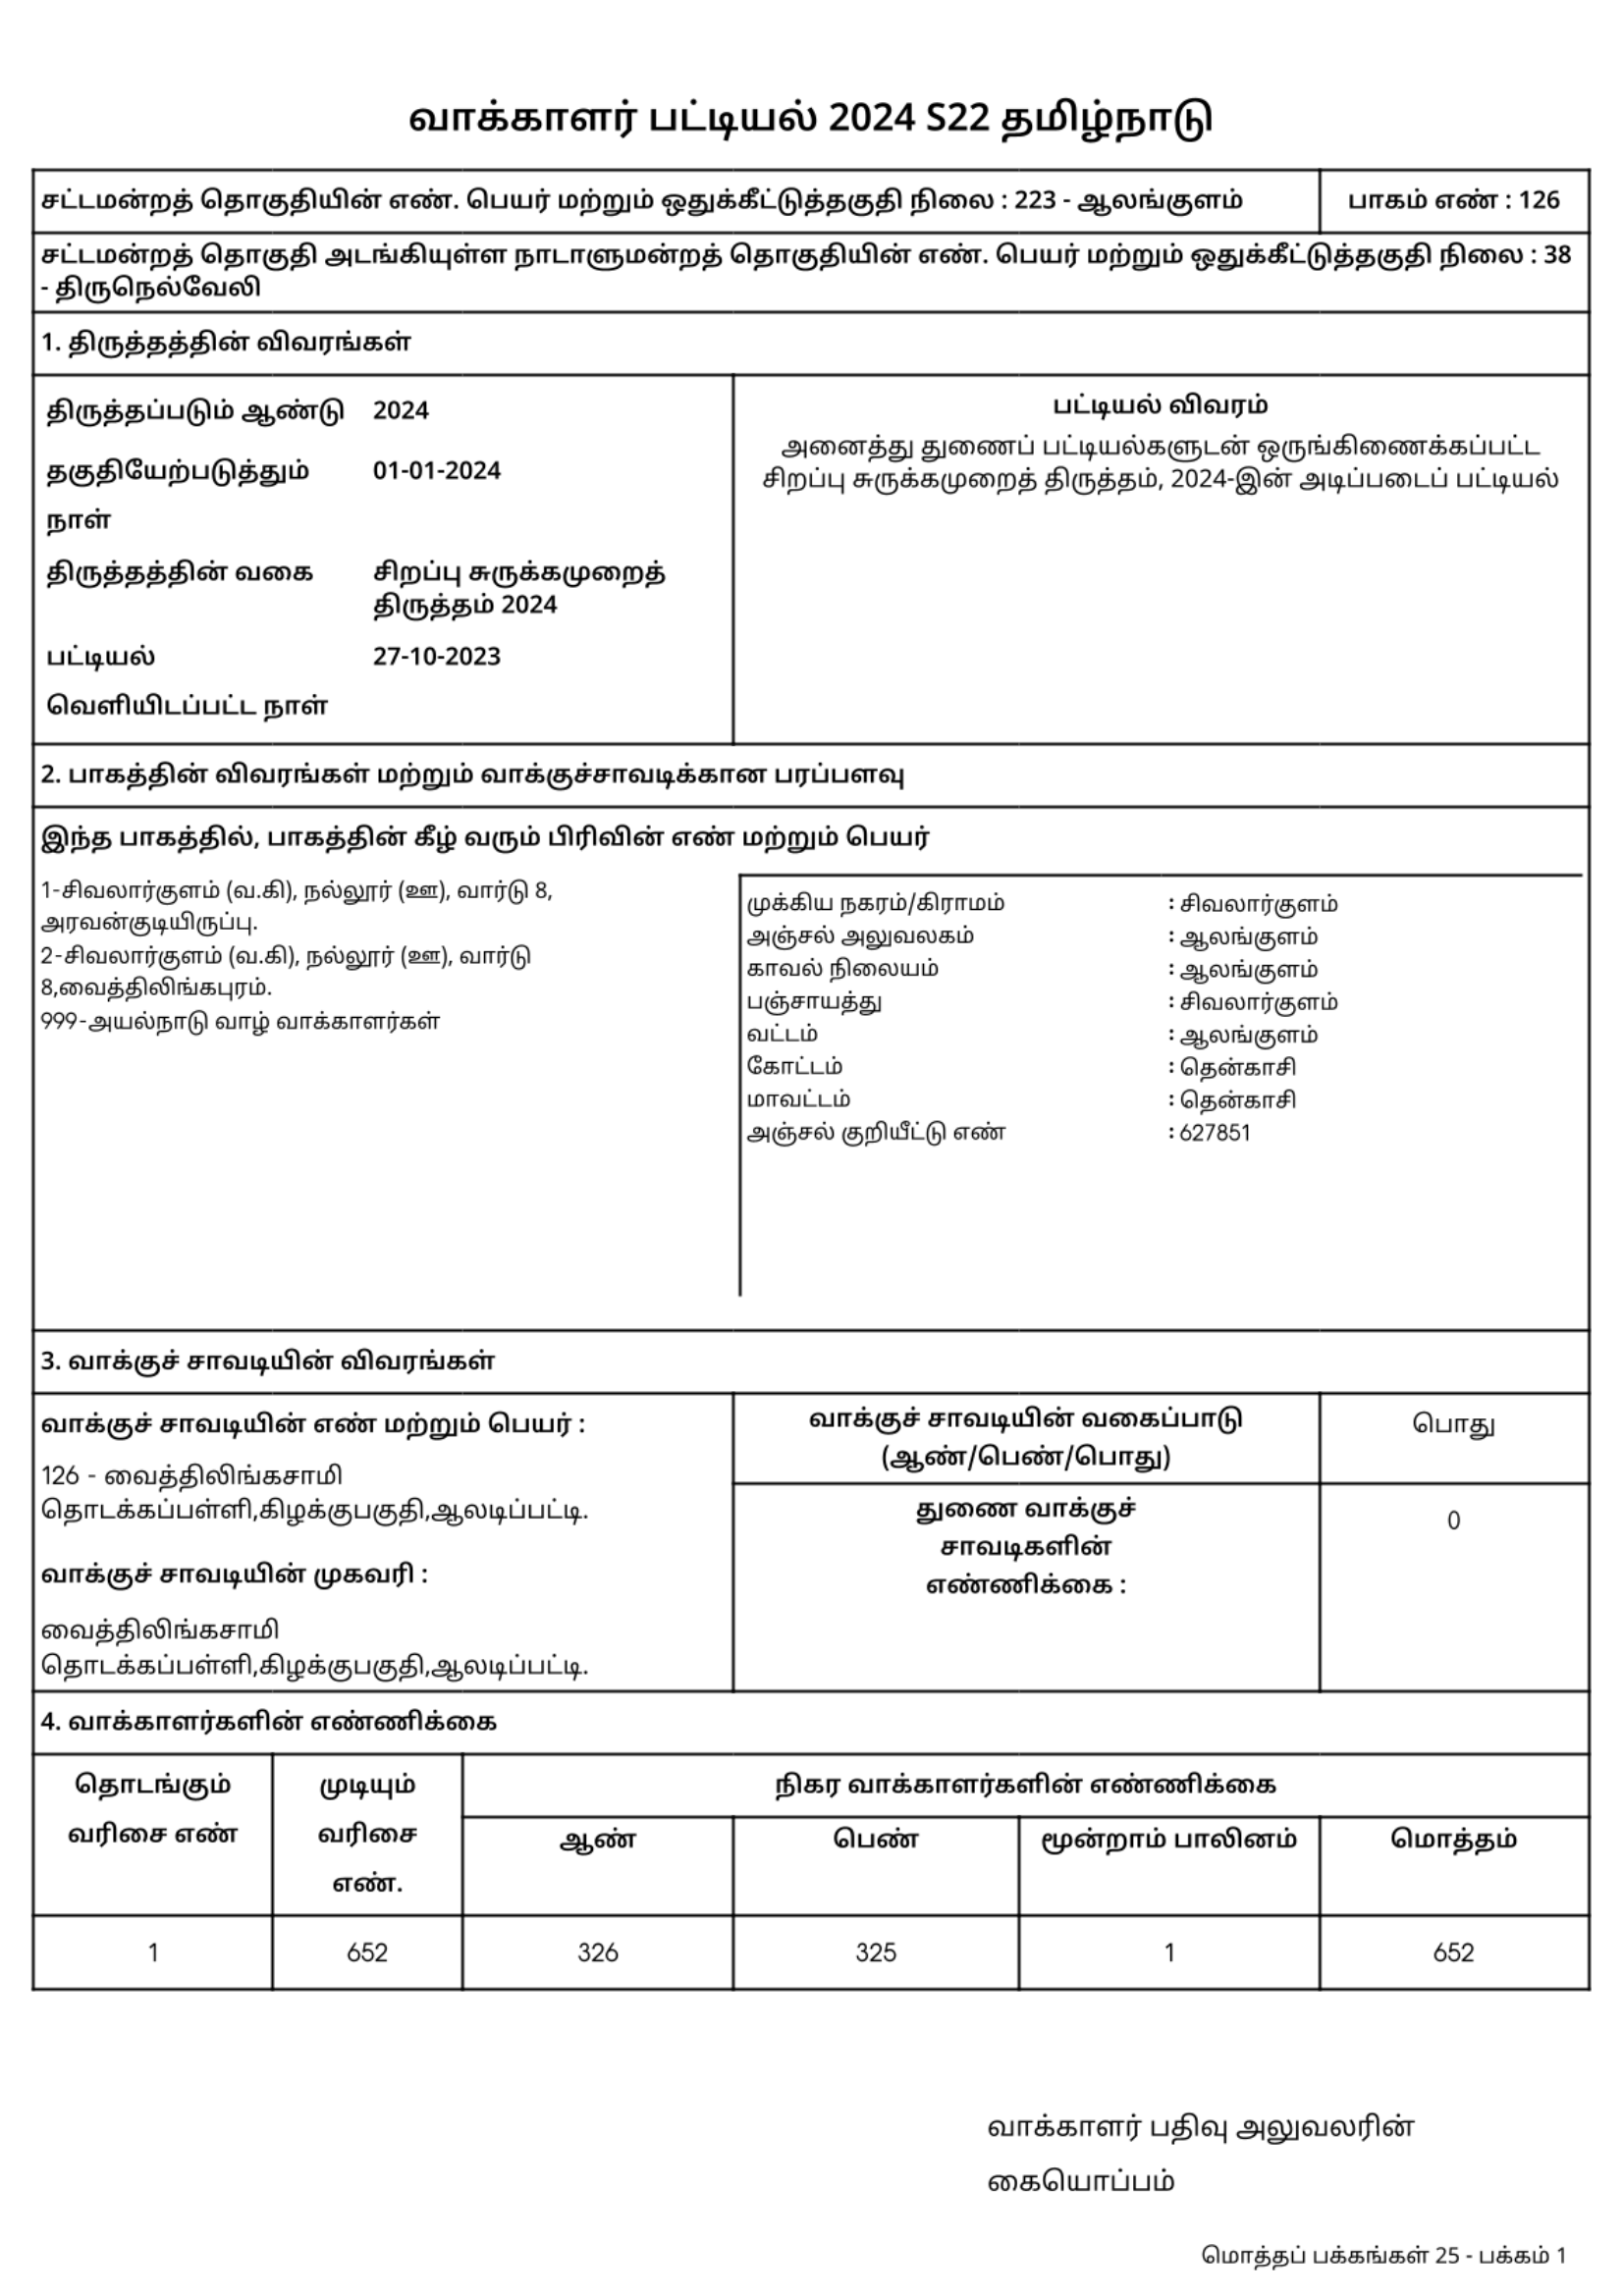 வாக்காளர் பட்டியல் 2024 S22 தமிழ்நாடு
சட்டமன்றத் தொகுதியின் எண். பெயர் மற்றும் ஒதுக்கீட்டுத்தகுதி நிலை : 223 - ஆலங்குளம்
பாகம் எண் : 126
சட்டமன்றத் தொகுதி அடங்கியுள்ள நாடாளுமன்றத் தொகுதியின் எண். பெயர் மற்றும் ஒதுக்கீட்டுத்தகுதி நிலை : 38
- திருநெல்வேலி
1. திருத்தத்தின் விவரங்கள்
திருத்தப்படும் ஆண்டு 2024
தகுதியேற்படுத்தும் 01-01-2024
நாள்
திருத்தத்தின் வகை சிறப்பு சுருக்கமுறைத்
திருத்தம் 2024
பட்டியல் 27-10-2023
வெளியிடப்பட்ட நாள்
பட்டியல் விவரம்
அனைத்து துணைப் பட்டியல்களுடன் ஒருங்கிணைக்கப்பட்ட
சிறப்பு சுருக்கமுறைத் திருத்தம், 2024-இன் அடிப்படைப் பட்டியல்
2. பாகத்தின் விவரங்கள் மற்றும் வாக்குச்சாவடிக்கான பரப்பளவு
இந்த பாகத்தில், பாகத்தின் கீழ் வரும் பிரிவின் எண் மற்றும் பெயர்
1-சிவலார்குளம் (வ.கி), நல்லூர் (ஊ), வார்டு 8,
அரவன்குடியிருப்பு.
2-சிவலார்குளம் (வ.கி), நல்லூர் (ஊ), வார்டு
8,வைத்திலிங்கபுரம்.
999-அயல்நாடு வாழ் வாக்காளர்கள்
முக்கிய நகரம்/கிராமம் : சிவலார்குளம்
அஞ்சல் அலுவலகம் : ஆலங்குளம்
காவல் நிலையம் : ஆலங்குளம்
பஞ்சாயத்து : சிவலார்குளம்
வட்டம் : ஆலங்குளம்
கோட்டம் : தென்காசி
மாவட்டம் : தென்காசி
அஞ்சல் குறியீட்டு எண் : 627851
3. வாக்குச் சாவடியின் விவரங்கள்
வாக்குச் சாவடியின் எண் மற்றும் பெயர் :
126 - வைத்திலிங்கசாமி
தொடக்கப்பள்ளி,கிழக்குபகுதி,ஆலடிப்பட்டி.
வாக்குச் சாவடியின் முகவரி :
வைத்திலிங்கசாமி
தொடக்கப்பள்ளி,கிழக்குபகுதி,ஆலடிப்பட்டி.
வாக்குச் சாவடியின் வகைப்பாடு
(ஆண்/பெண்/பொது)
பொது
துணை வாக்குச்
சாவடிகளின்
எண்ணிக்கை :
0
4. வாக்காளர்களின் எண்ணிக்கை
தொடங்கும்
வரிசை எண்
முடியும்
வரிசை
எண்.
நிகர வாக்காளர்களின் எண்ணிக்கை
ஆண் பெண் மூன்றாம் பாலினம் மொத்தம்
1 652 326 325 1 652
வாக்காளர் பதிவு அலுவலரின்
கையொப்பம்
மொத்தப் பக்கங்கள் 25 - பக்கம் 1